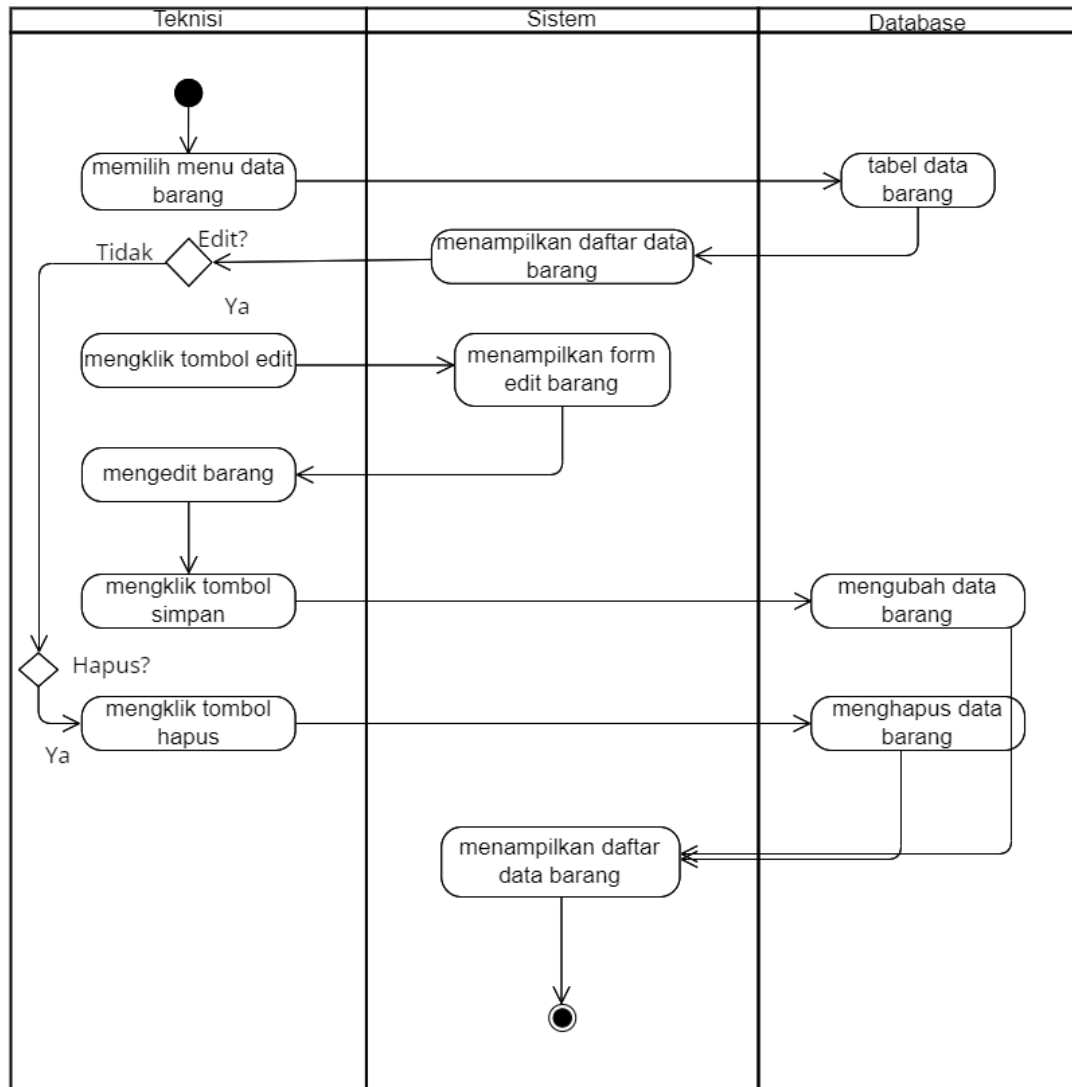 Teknisi
Sistem
Database
memilih menu data
barang
tabel data
barang
menampilkan daftar data
barang
Edit?
Tidak
Ya
mengklik tombol edit
menampilkan form
edit barang
mengedit barang
mengklik tombol
simpan
mengubah data
barang
Hapus?
mengklik tombol
hapus
menghapus data
barang
Ya
menampilkan daftar
data barang